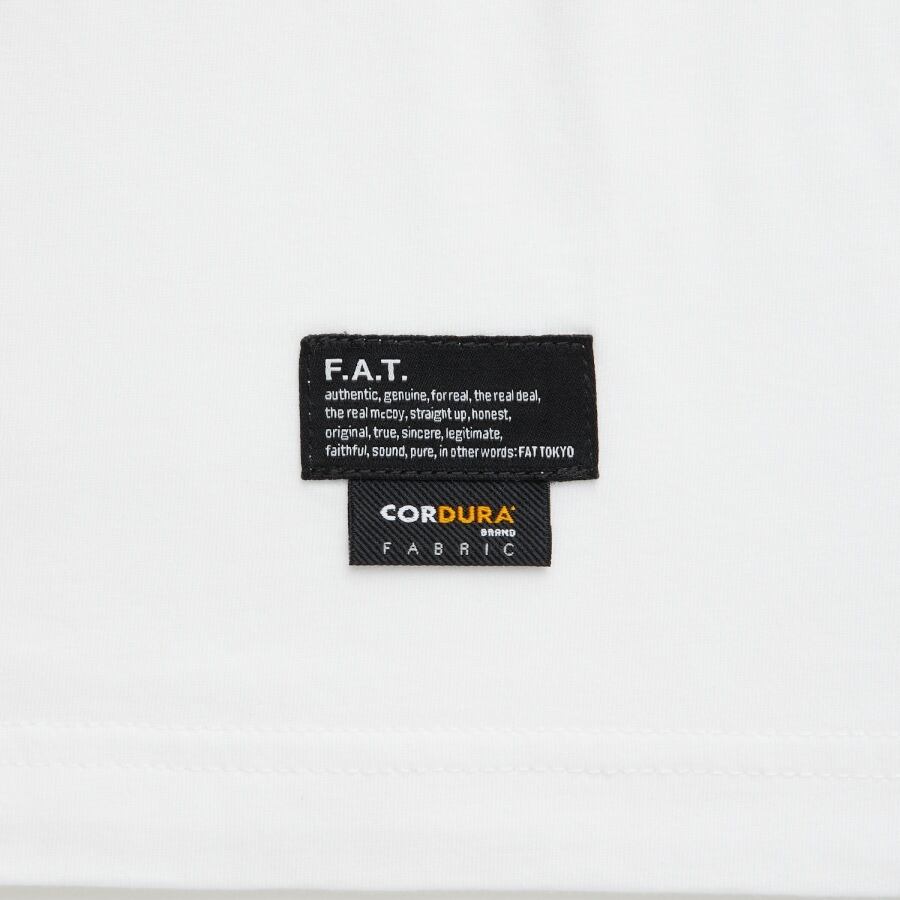 F.A.T.
authentic, genuine, for real, the real deal,
the real mccoy, straight up, honest,
original, true, sincere, legitimate,
faithful, sound, pure, in other words: FAT TOKYO
CORDURA
BRAND
FABRIC